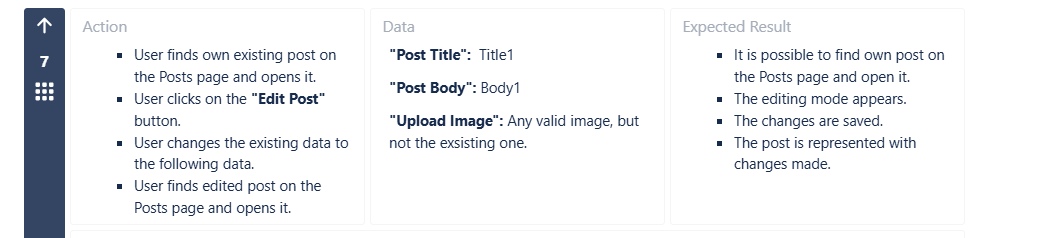 7
Action
User finds own existing post on
the Posts page and opens it.
User clicks on the "Edit Post"
button.
User changes the existing data to
the following data.
User finds edited post on the
Posts page and opens it.
Data
"Post Title": Title1
"Post Body": Body1
"Upload Image": Any valid image, but
not the exsisting one.
Expected Result
It is possible to find own post on
the Posts page and open it.
The editing mode appears.
The changes are saved.
The post is represented with
changes made.